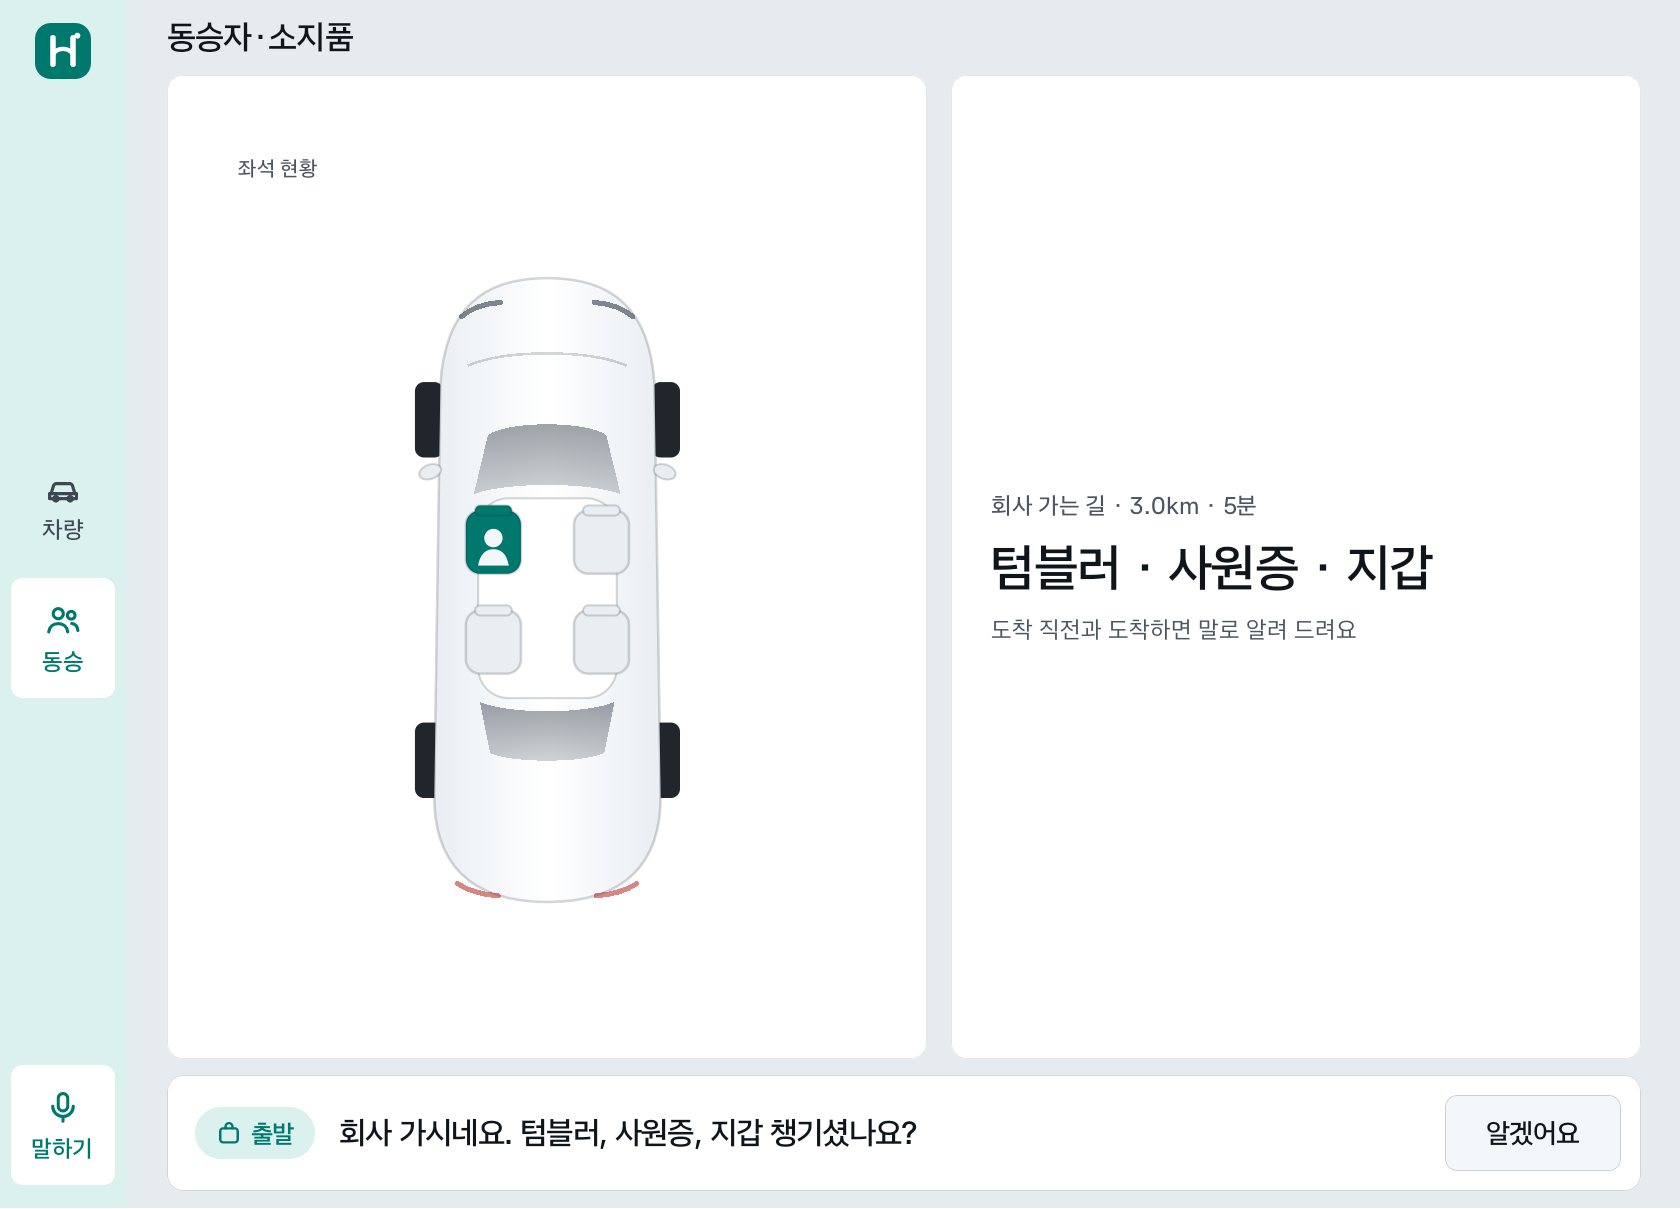 동승자 · 소지품
좌석 현황
차량
동승
말하기
회사 가는 길 · 3.0km · 5분
텀블러 · 사원증 · 지갑
도착 직전과 도착하면 말로 알려 드려요
출발
회사 가시네요. 텀블러, 사원증, 지갑 챙기셨나요?
알겠어요